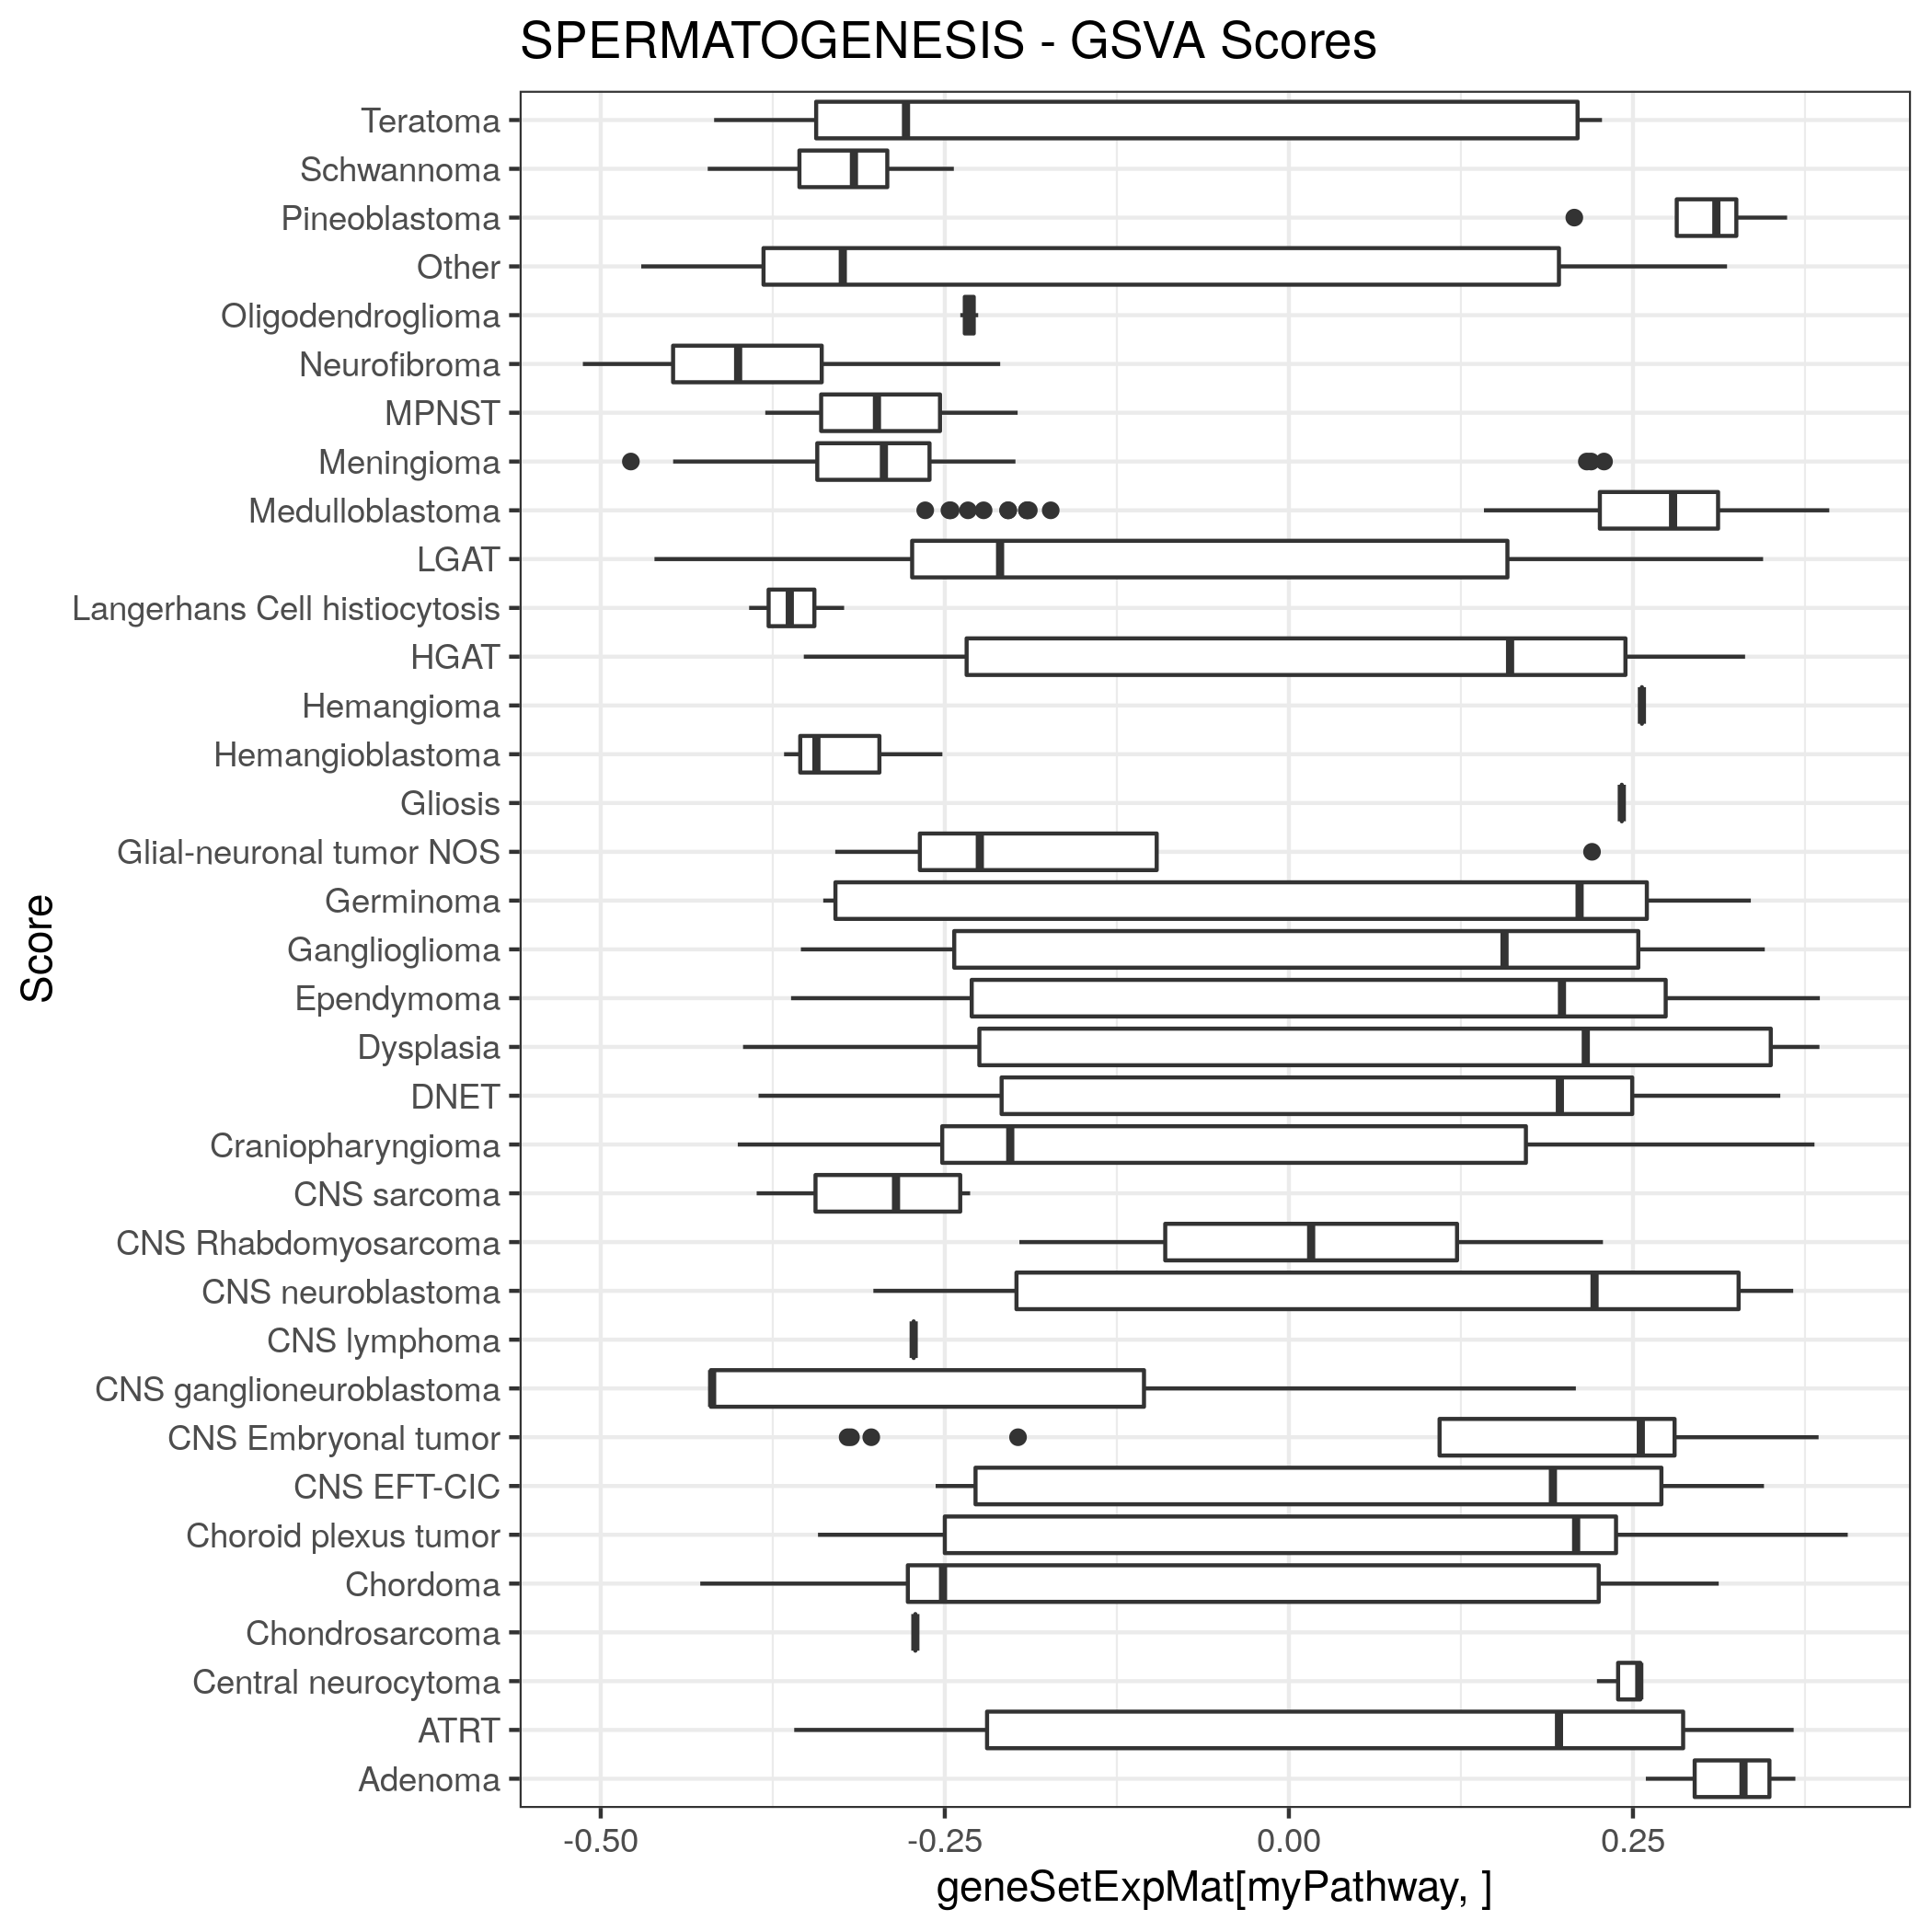 SPERMATOGENESIS - GSVA Scores
Teratoma
Schwannoma
Pineoblastoma
Other
Oligodendroglioma
Neurofibroma
MPNST
Meningioma
Medulloblastoma
LGAT
Langerhans Cell histiocytosis
HGAT
Hemangioma
Hemangioblastoma
Gliosis
Glial-neuronal tumor NOS
Germinoma
Ganglioglioma
Ependymoma
Dysplasia
DNET
Craniopharyngioma
CNS sarcoma
CNS Rhabdomyosarcoma
CNS neuroblastoma
CNS lymphoma
CNS ganglioneuroblastoma
CNS Embryonal tumor
CNS EFT-CIC
Choroid plexus tumor
Chordoma
Chondrosarcoma
Central neurocytoma
ATRT
Adenoma
Score
-0.50 -0.25 0.00 0.25
geneSetExpMat[myPathway, ]